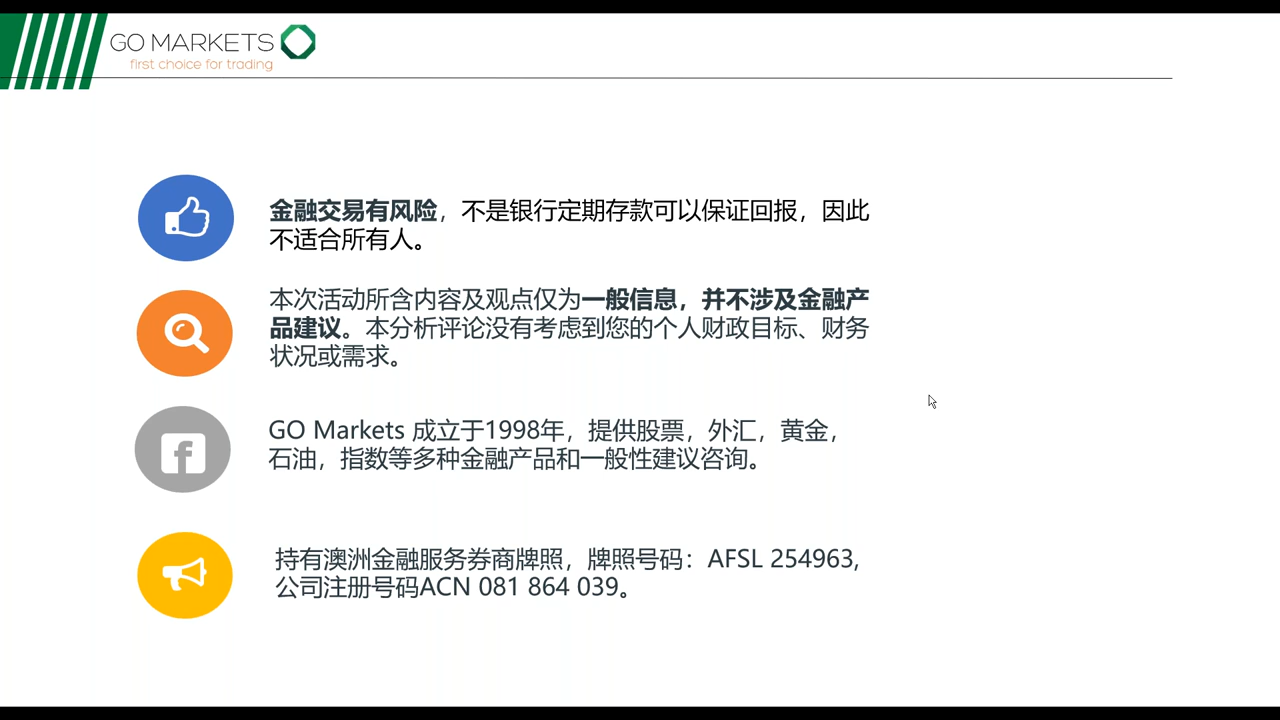 GO MARKETS
first choice for trading
金融交易有风险，不是银行定期存款可以保证回报，因此
不适合所有人。
本次活动所含内容及观点仅为一般信息，并不涉及金融产
品建议。本分析评论没有考虑到您的个人财政目标、财务
状况或需求。
GO Markets 成立于1998年，提供股票，外汇，黄金，
石油，指数等多种金融产品和一般性建议咨询。
持有澳洲金融服务券商牌照，牌照号码：AFSL 254963,
公司注册号码ACN 081 864 039。